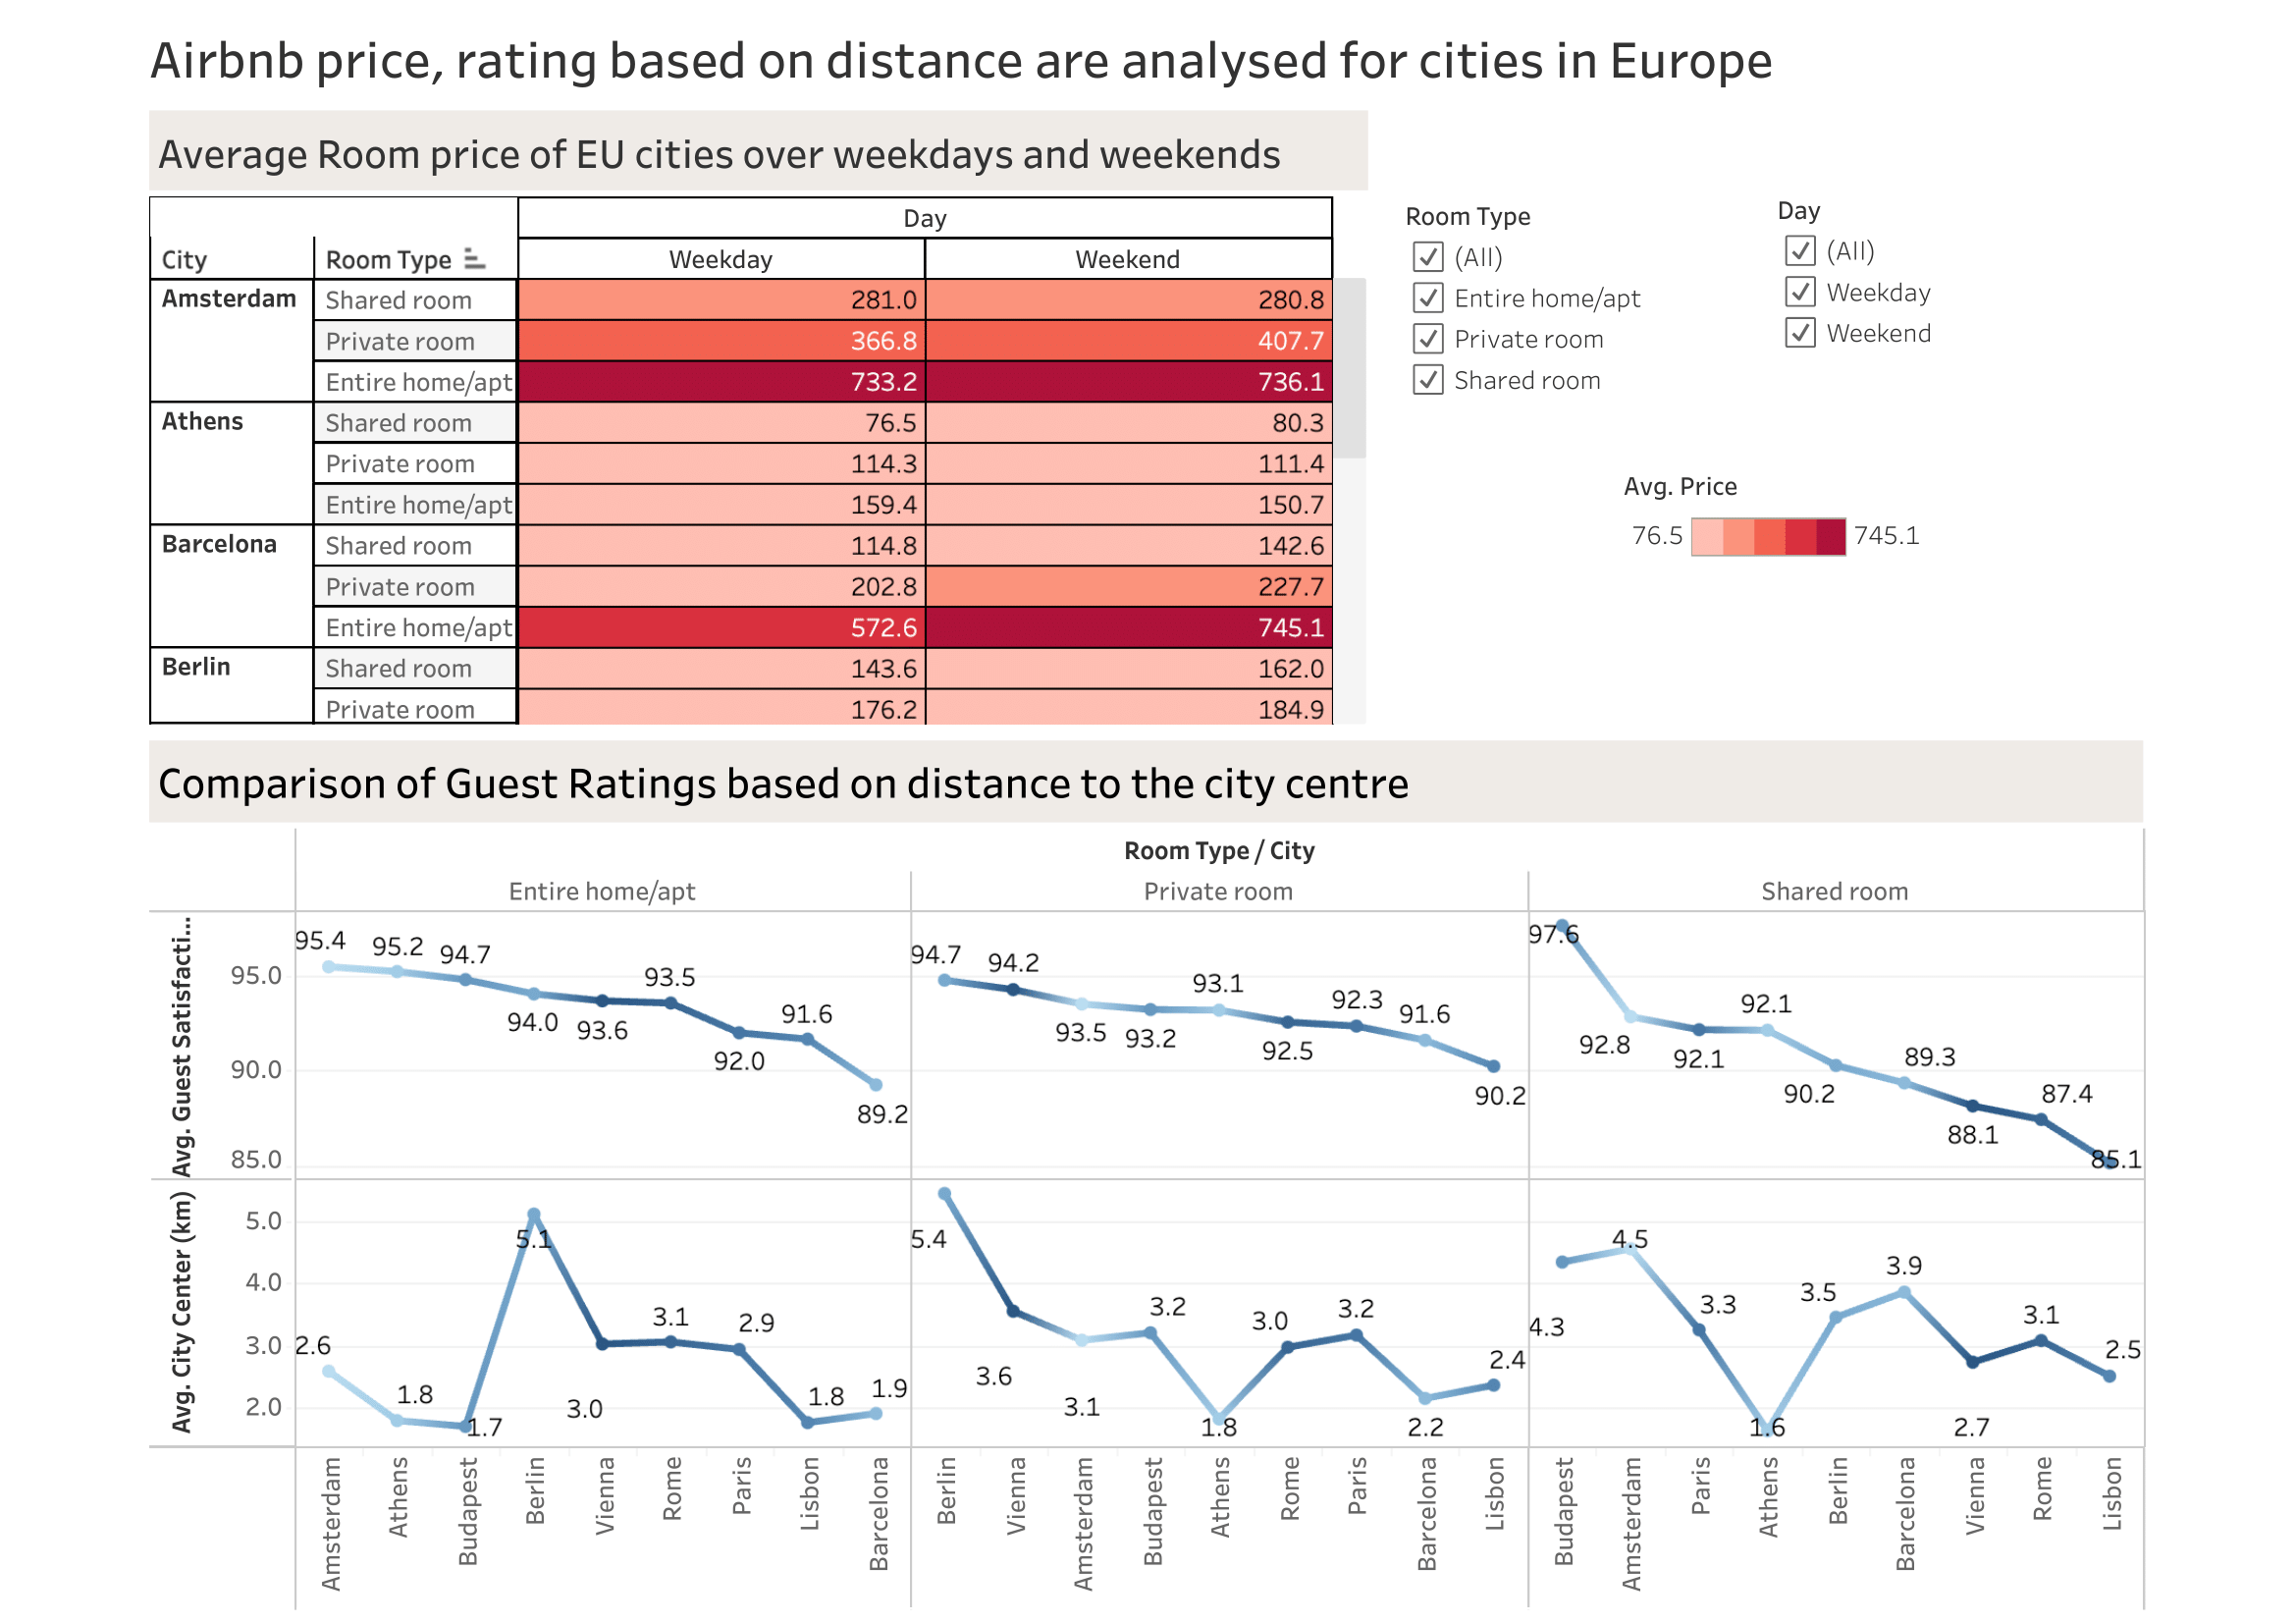 Airbnb price, rating based on distance are analysed for cities in Europe
Average Room price of EU cities over weekdays and weekends
Day
City Room Type Weekday Weekend
Amsterdam Shared room 281.0 280.8
Private room 366.8 407.7
Entire home/apt 733.2 736.1
Athens Shared room 76.5 80.3
Private room 114.3 111.4
Entire home/apt 159.4 150.7
Barcelona Shared room 114.8 142.6
Private room 202.8 227.7
Entire home/apt 572.6 745.1
Berlin Shared room 143.6 162.0
Private room 176.2 184.9
Room Type
(All)
Entire home/apt
Private room
Shared room
Day
(All)
Weekday
Weekend
Avg. Price
76.5 745.1
Comparison of Guest Ratings based on distance to the city centre
Room Type / City
Entire home/apt Private room Shared room
Avg. Guest Satisfacti...
95.0
90.0
85.0
95.4 95.2 94.7 94.0 93.6 93.5 92.0 91.6 89.2
94.7 94.2 93.5 93.2 93.1 92.5 92.3 91.6 90.2
97.6 92.8 92.1 92.1 90.2 89.3 88.1 87.4 85.1
Avg. City Center (km)
5.0
4.0
3.0
2.0
2.6 1.8 1.7 5.1 3.0 3.1 2.9 1.8 1.9
5.4 3.6 3.1 3.2 1.8 3.0 3.2 2.2 2.4
4.3 4.5 3.3 1.6 3.5 3.9 2.7 3.1 2.5
Amsterdam Athens Budapest Berlin Vienna Rome Paris Lisbon Barcelona
Berlin Vienna Amsterdam Budapest Athens Rome Paris Barcelona Lisbon
Budapest Amsterdam Paris Athens Berlin Barcelona Vienna Rome Lisbon